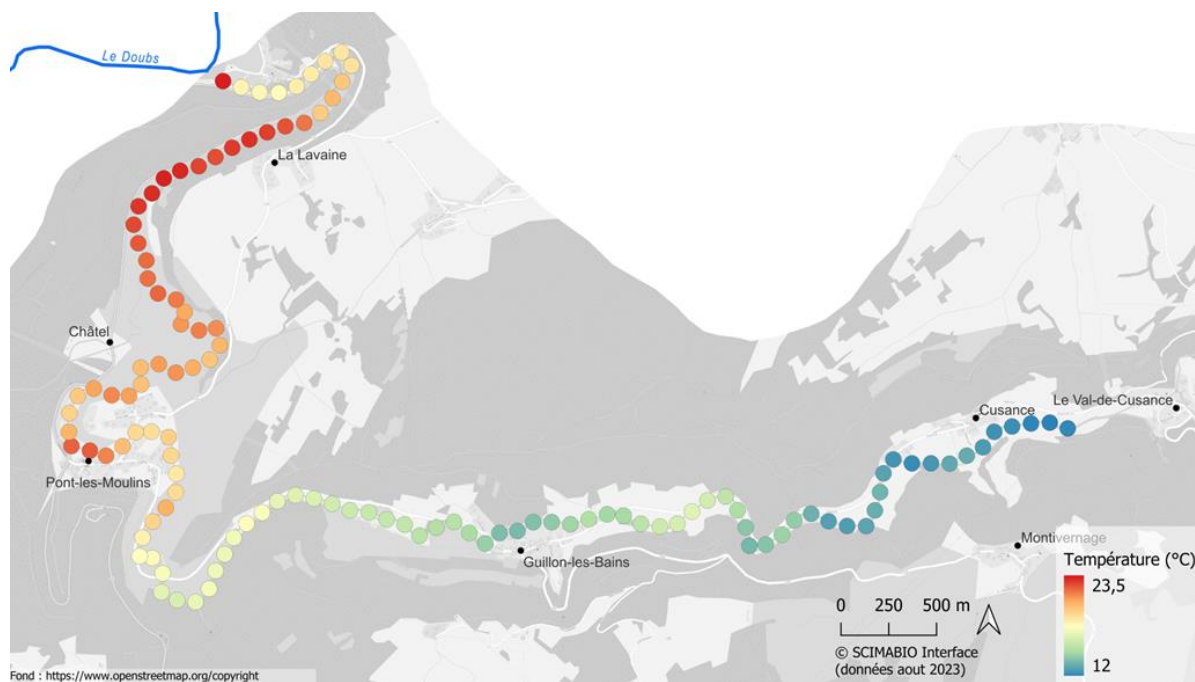 Le Doubs
La Lavaine
Châtel
Le Val-de-Cusance
Cusance
Pont-les-Moulins
Guillon-les-Bains
Montivernage
Température (°C)
23,5
12
0 250 500 m
© SCIMABIO Interface
(données aout 2023)
Fond : https://www.openstreetmap.org/copyright